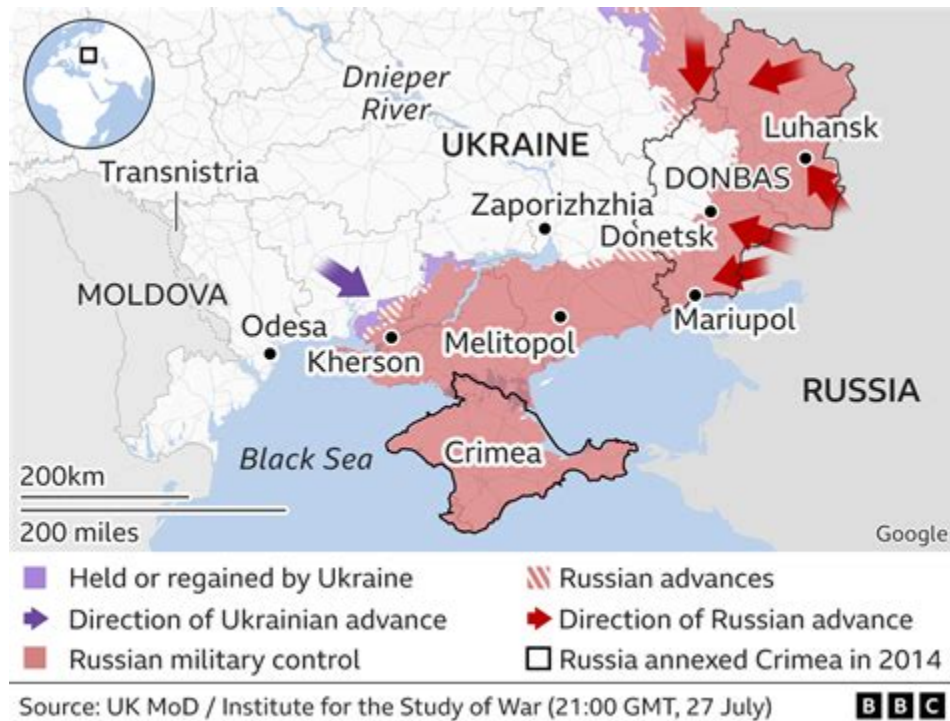 Dnieper
River
UKRAINE
Luhansk
Transnistria
DONBAS
Zaporizhzhia
Donetsk
MOLDOVA
Odesa
Mariupol
Kherson
Melitopol
RUSSIA
Black Sea
Crimea
200km
200 miles
Google
Held or regained by Ukraine
Russian advances
Direction of Ukrainian advance
Direction of Russian advance
Russian military control
Russia annexed Crimea in 2014
Source: UK MoD / Institute for the Study of War (21:00 GMT, 27 July)
BBC